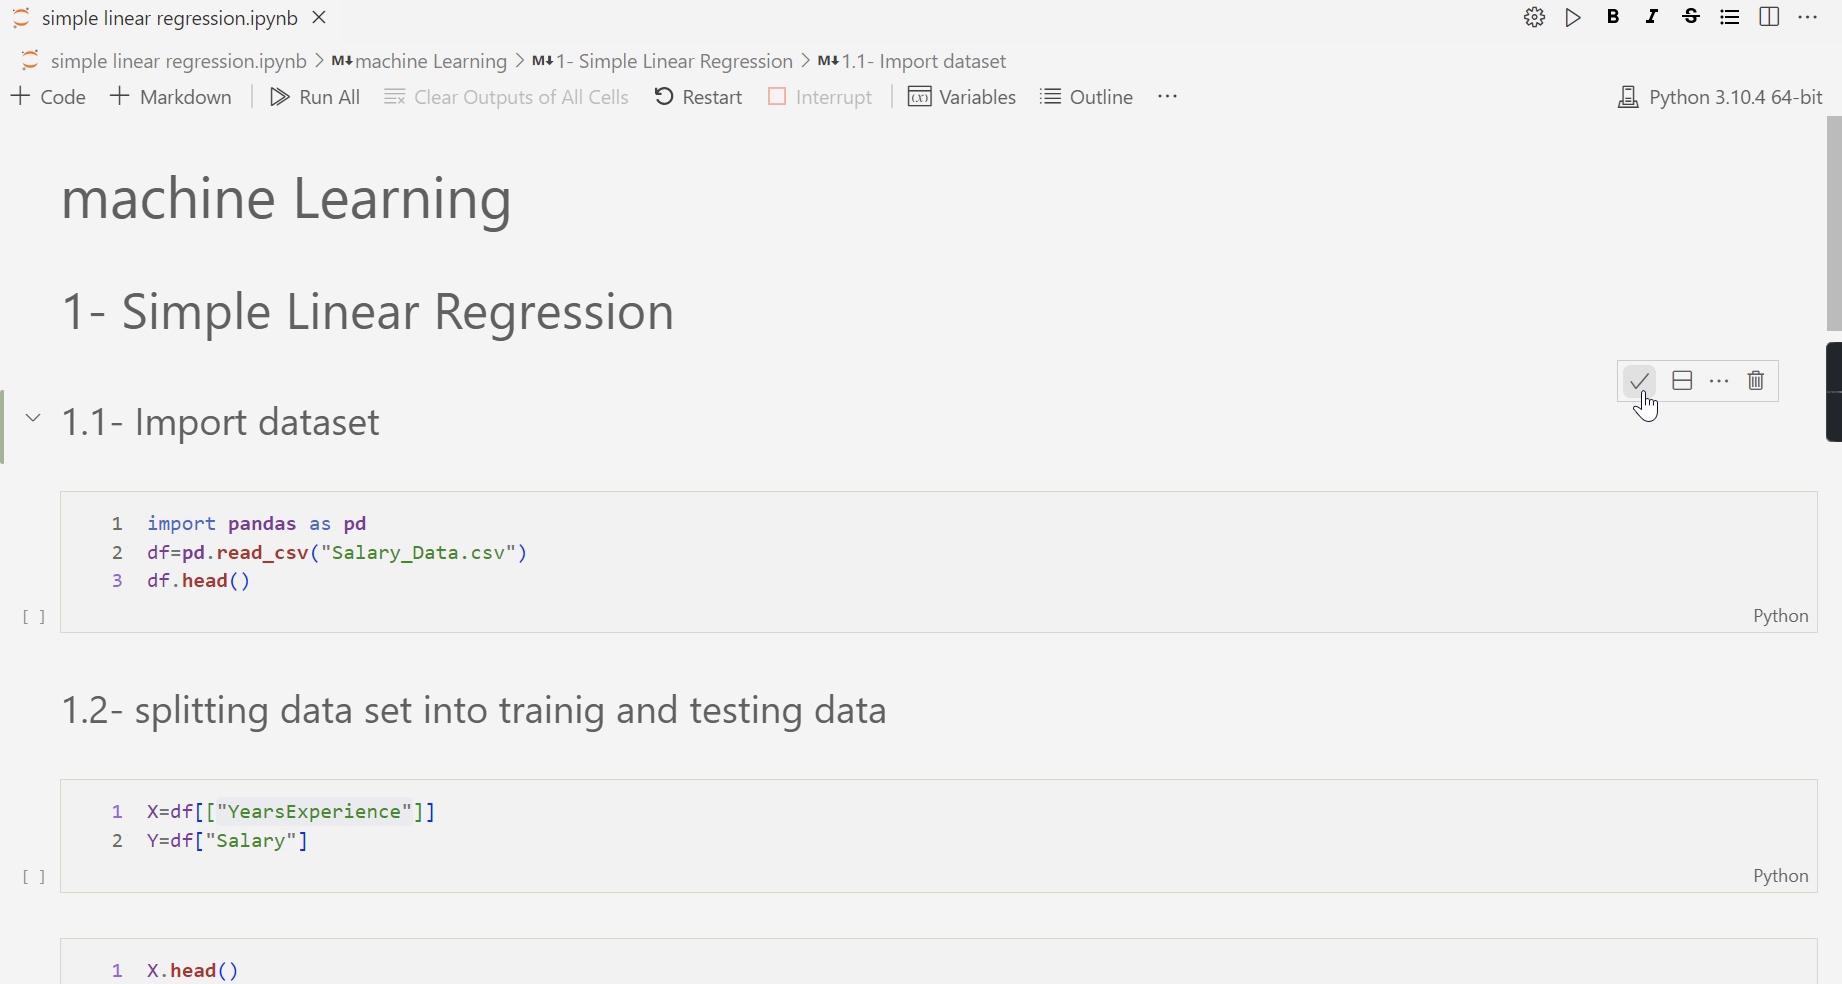 simple linear regression.ipynb
simple linear regression.ipynb > M↓ machine Learning > M↓ 1- Simple Linear Regression > M↓ 1.1- Import dataset
+ Code + Markdown Run All Clear Outputs of All Cells Restart Interrupt Variables Outline ... Python 3.10.4 64-bit
machine Learning
1- Simple Linear Regression
1.1- Import dataset
1 import pandas as pd
2 df=pd.read_csv("Salary_Data.csv")
3 df.head()
[ ] Python
1.2- splitting data set into trainig and testing data
1 X=df[["YearsExperience"]]
2 Y=df["Salary"]
[ ] Python
1 X.head()